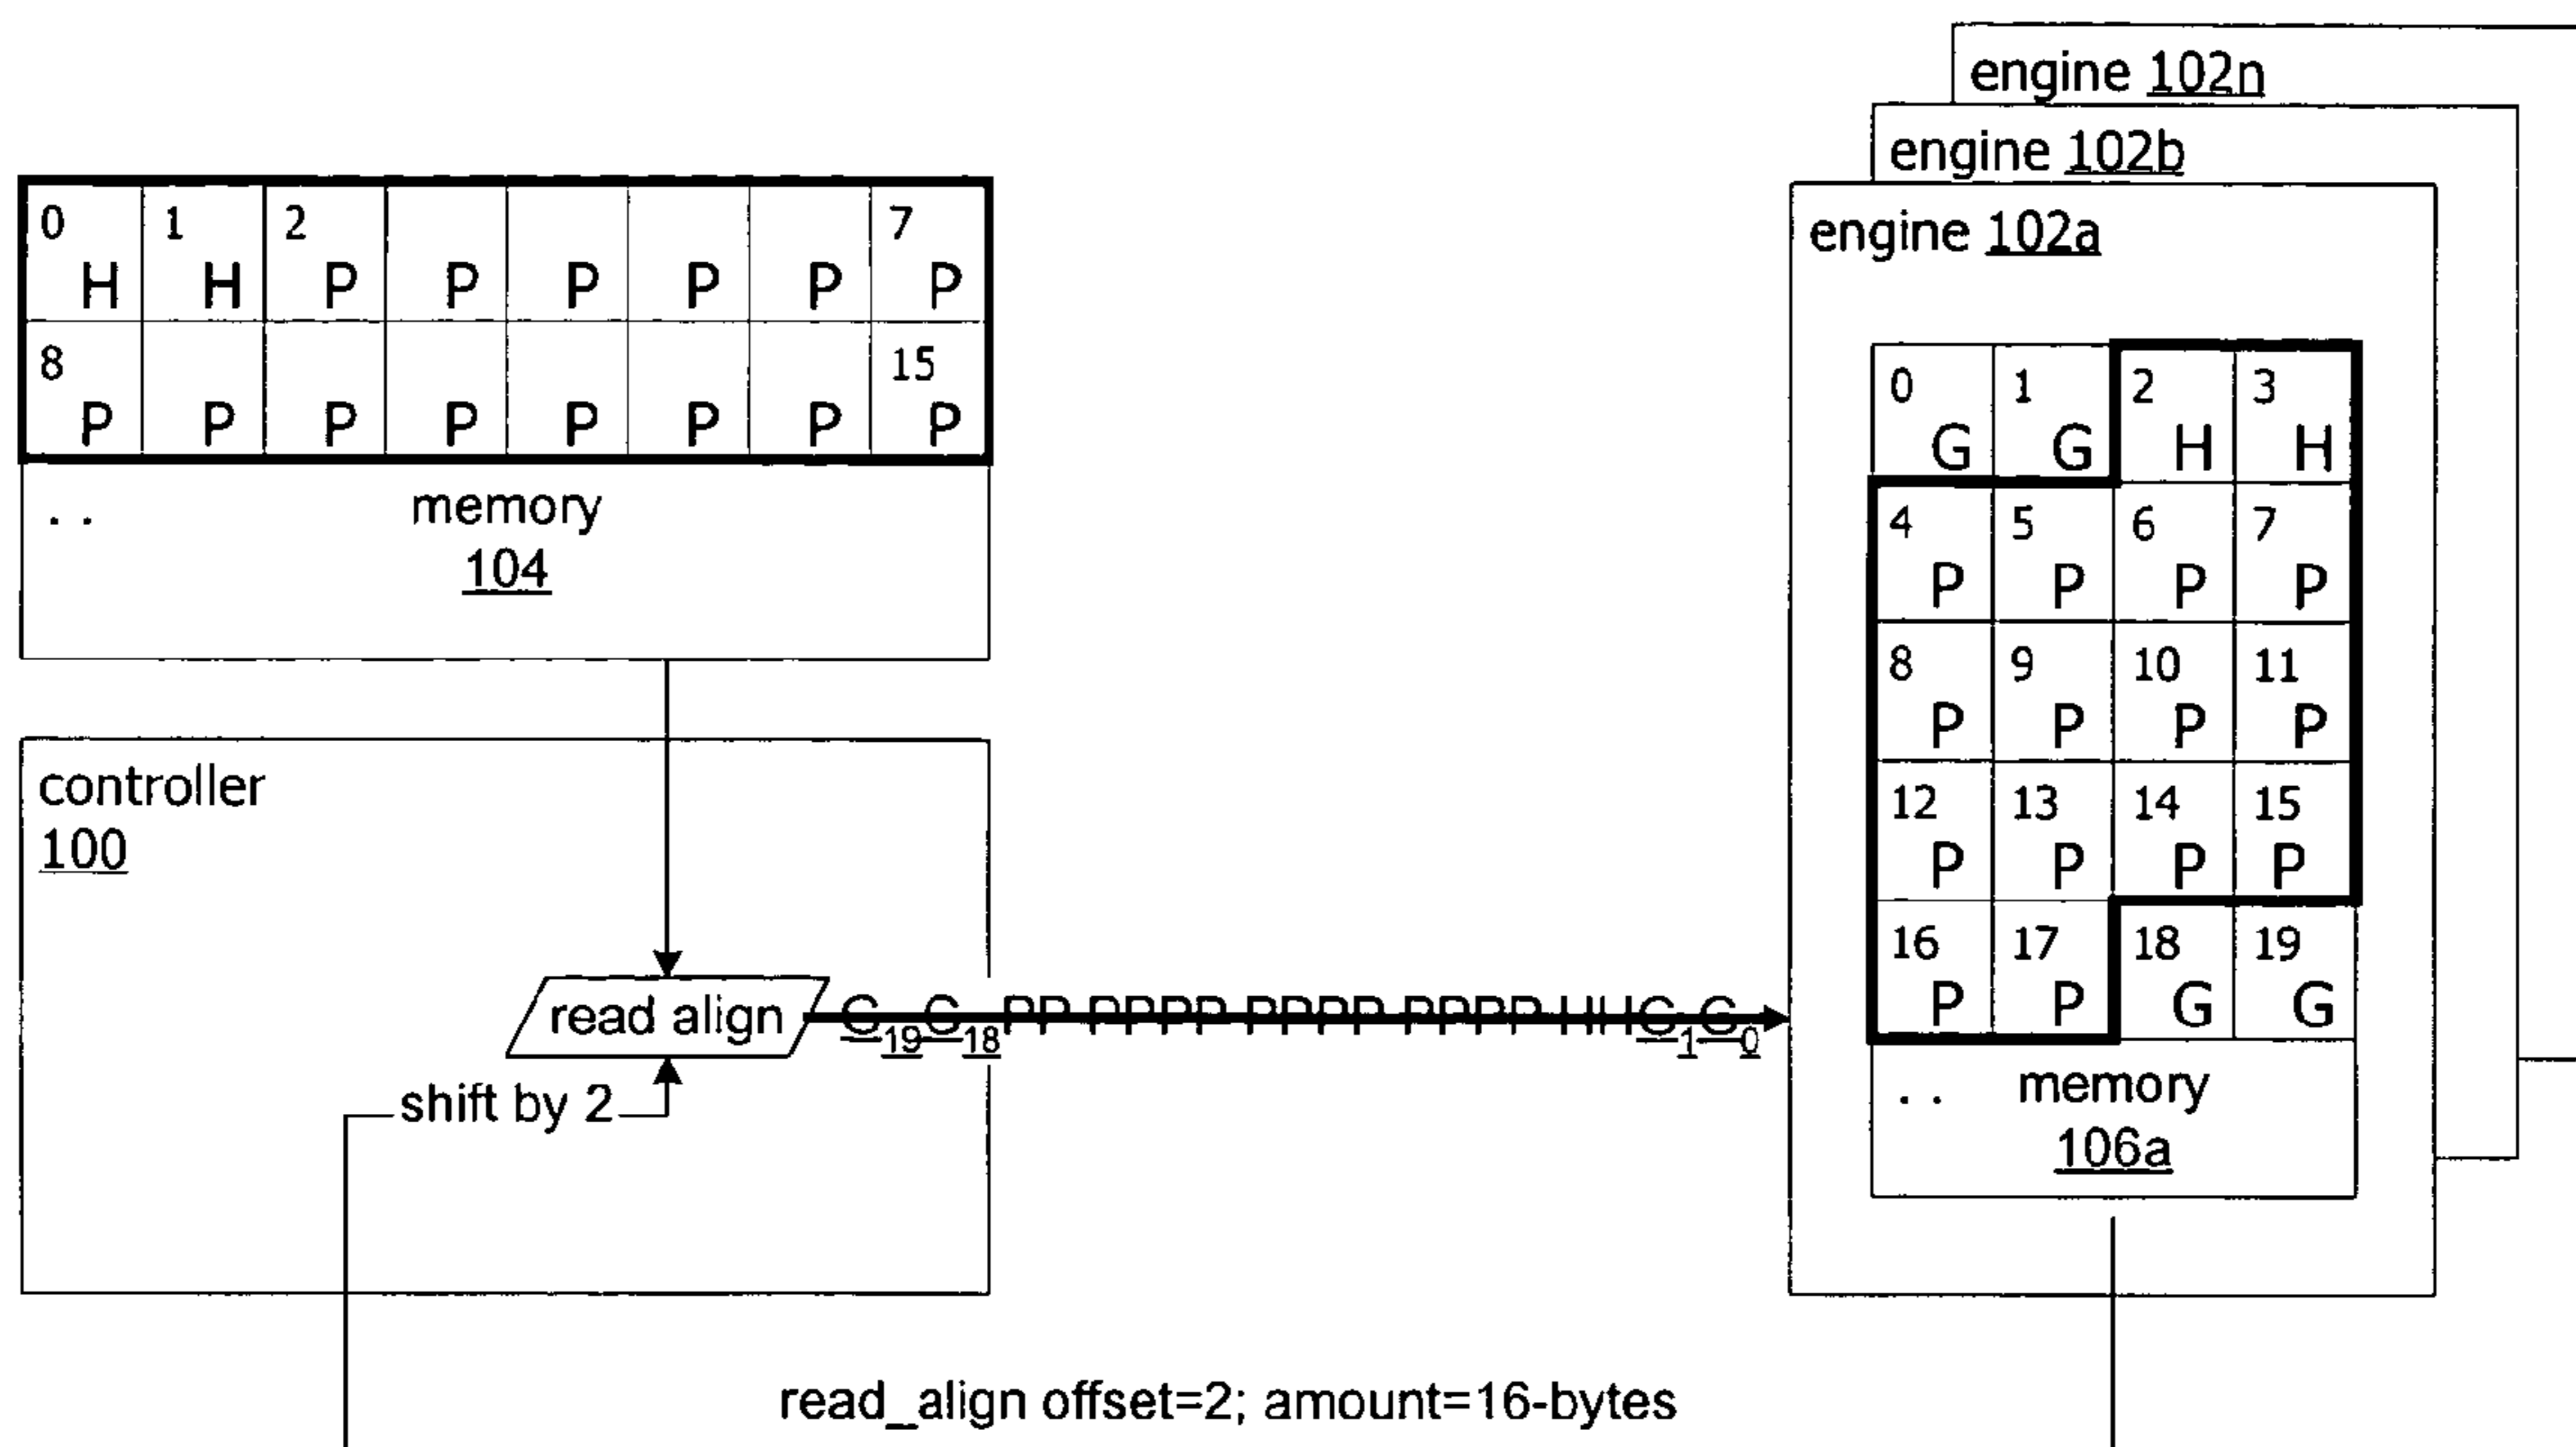 engine 102n
engine 102b
engine 102a
0 1 2 7
H H P P P P P P
8 15
P P P P P P P P
. . memory
104
0 1 2 3
G G H H
4 5 6 7
P P P P
8 9 10 11
P P P P
12 13 14 15
P P P P
16 17 18 19
P P G G
. . memory
106a
controller
100
read align
G19 G18 PP PPPP PPPP PPPP HHG1 G0
shift by 2
read_align offset=2; amount=16-bytes